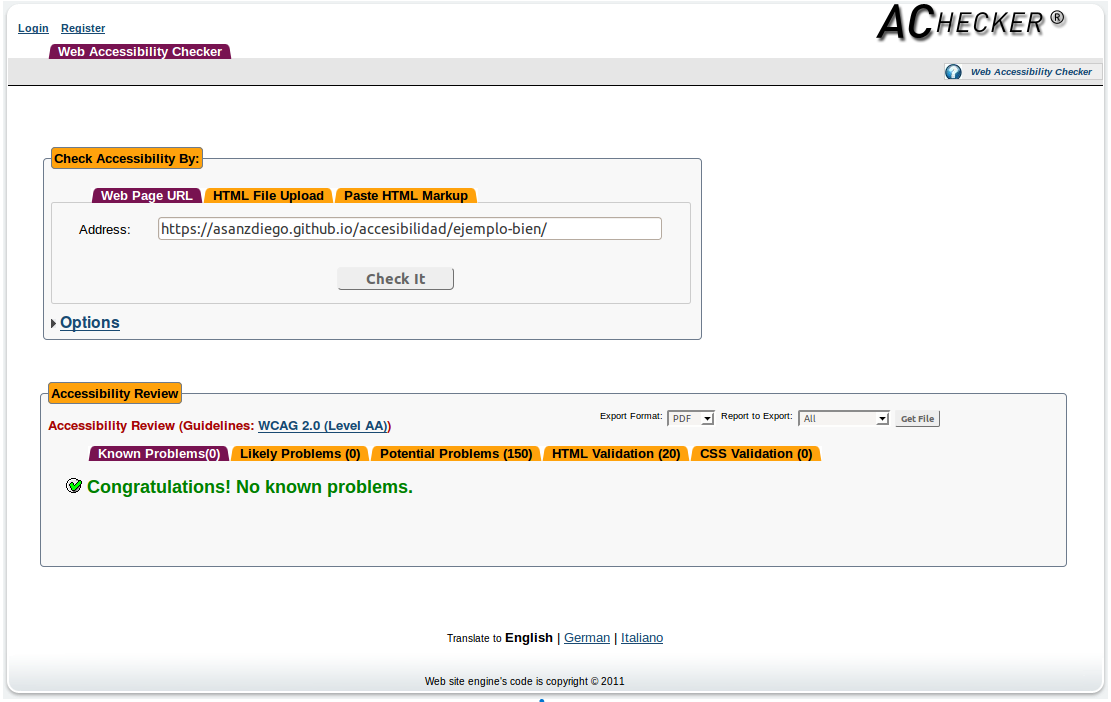 Login Register
ACHECKER ®
Web Accessibility Checker
Web Accessibility Checker
Check Accessibility By:
Web Page URL HTML File Upload Paste HTML Markup
Address: https://asanzdiego.github.io/accesibilidad/ejemplo-bien/
Check It
Options
Accessibility Review
Export Format: PDF Report to Export: All Get File
Accessibility Review (Guidelines: WCAG 2.0 (Level AA))
Known Problems(0) Likely Problems (0) Potential Problems (150) HTML Validation (20) CSS Validation (0)
Congratulations! No known problems.
Translate to English | German | Italiano
Web site engine's code is copyright © 2011